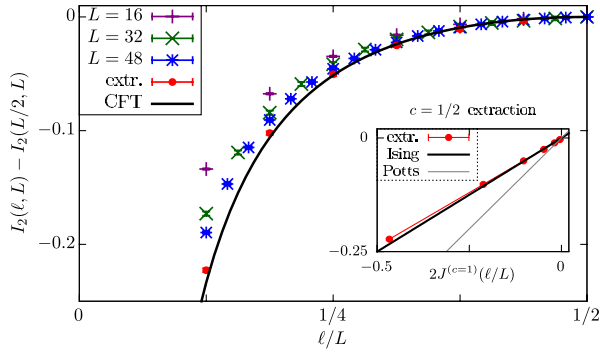 0
−0.1
−0.2
I₂(ℓ, L) − I₂(L/2, L)
L = 16
L = 32
L = 48
extr.
CFT
c = 1/2 extraction
extr.
Ising
Potts
0
−0.25
−0.5
0
2J⁽ᶜ⁼¹⁾(ℓ/L)
0
1/4
1/2
ℓ/L